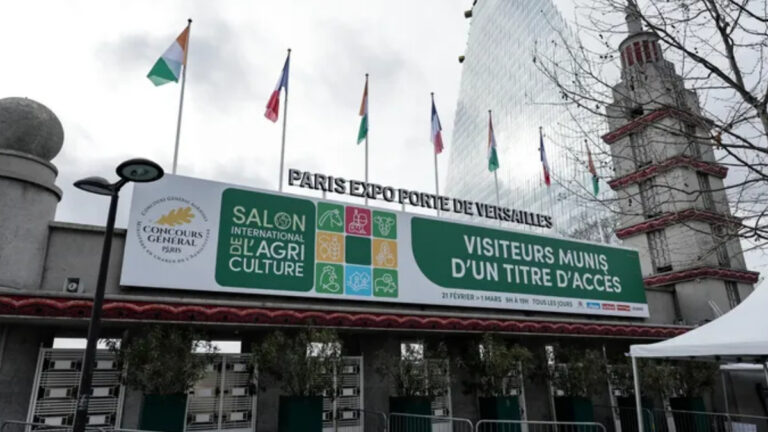 PARIS EXPO PORTE DE VERSAILLES
CONCOURS
GÉNÉRAL
PARIS
SALON
INTERNATIONAL
DE L'AGRI
CULTURE
VISITEURS MUNIS
D'UN TITRE D'ACCÈS
21 FÉVRIER > 1 MARS 9H À 19H TOUS LES JOURS